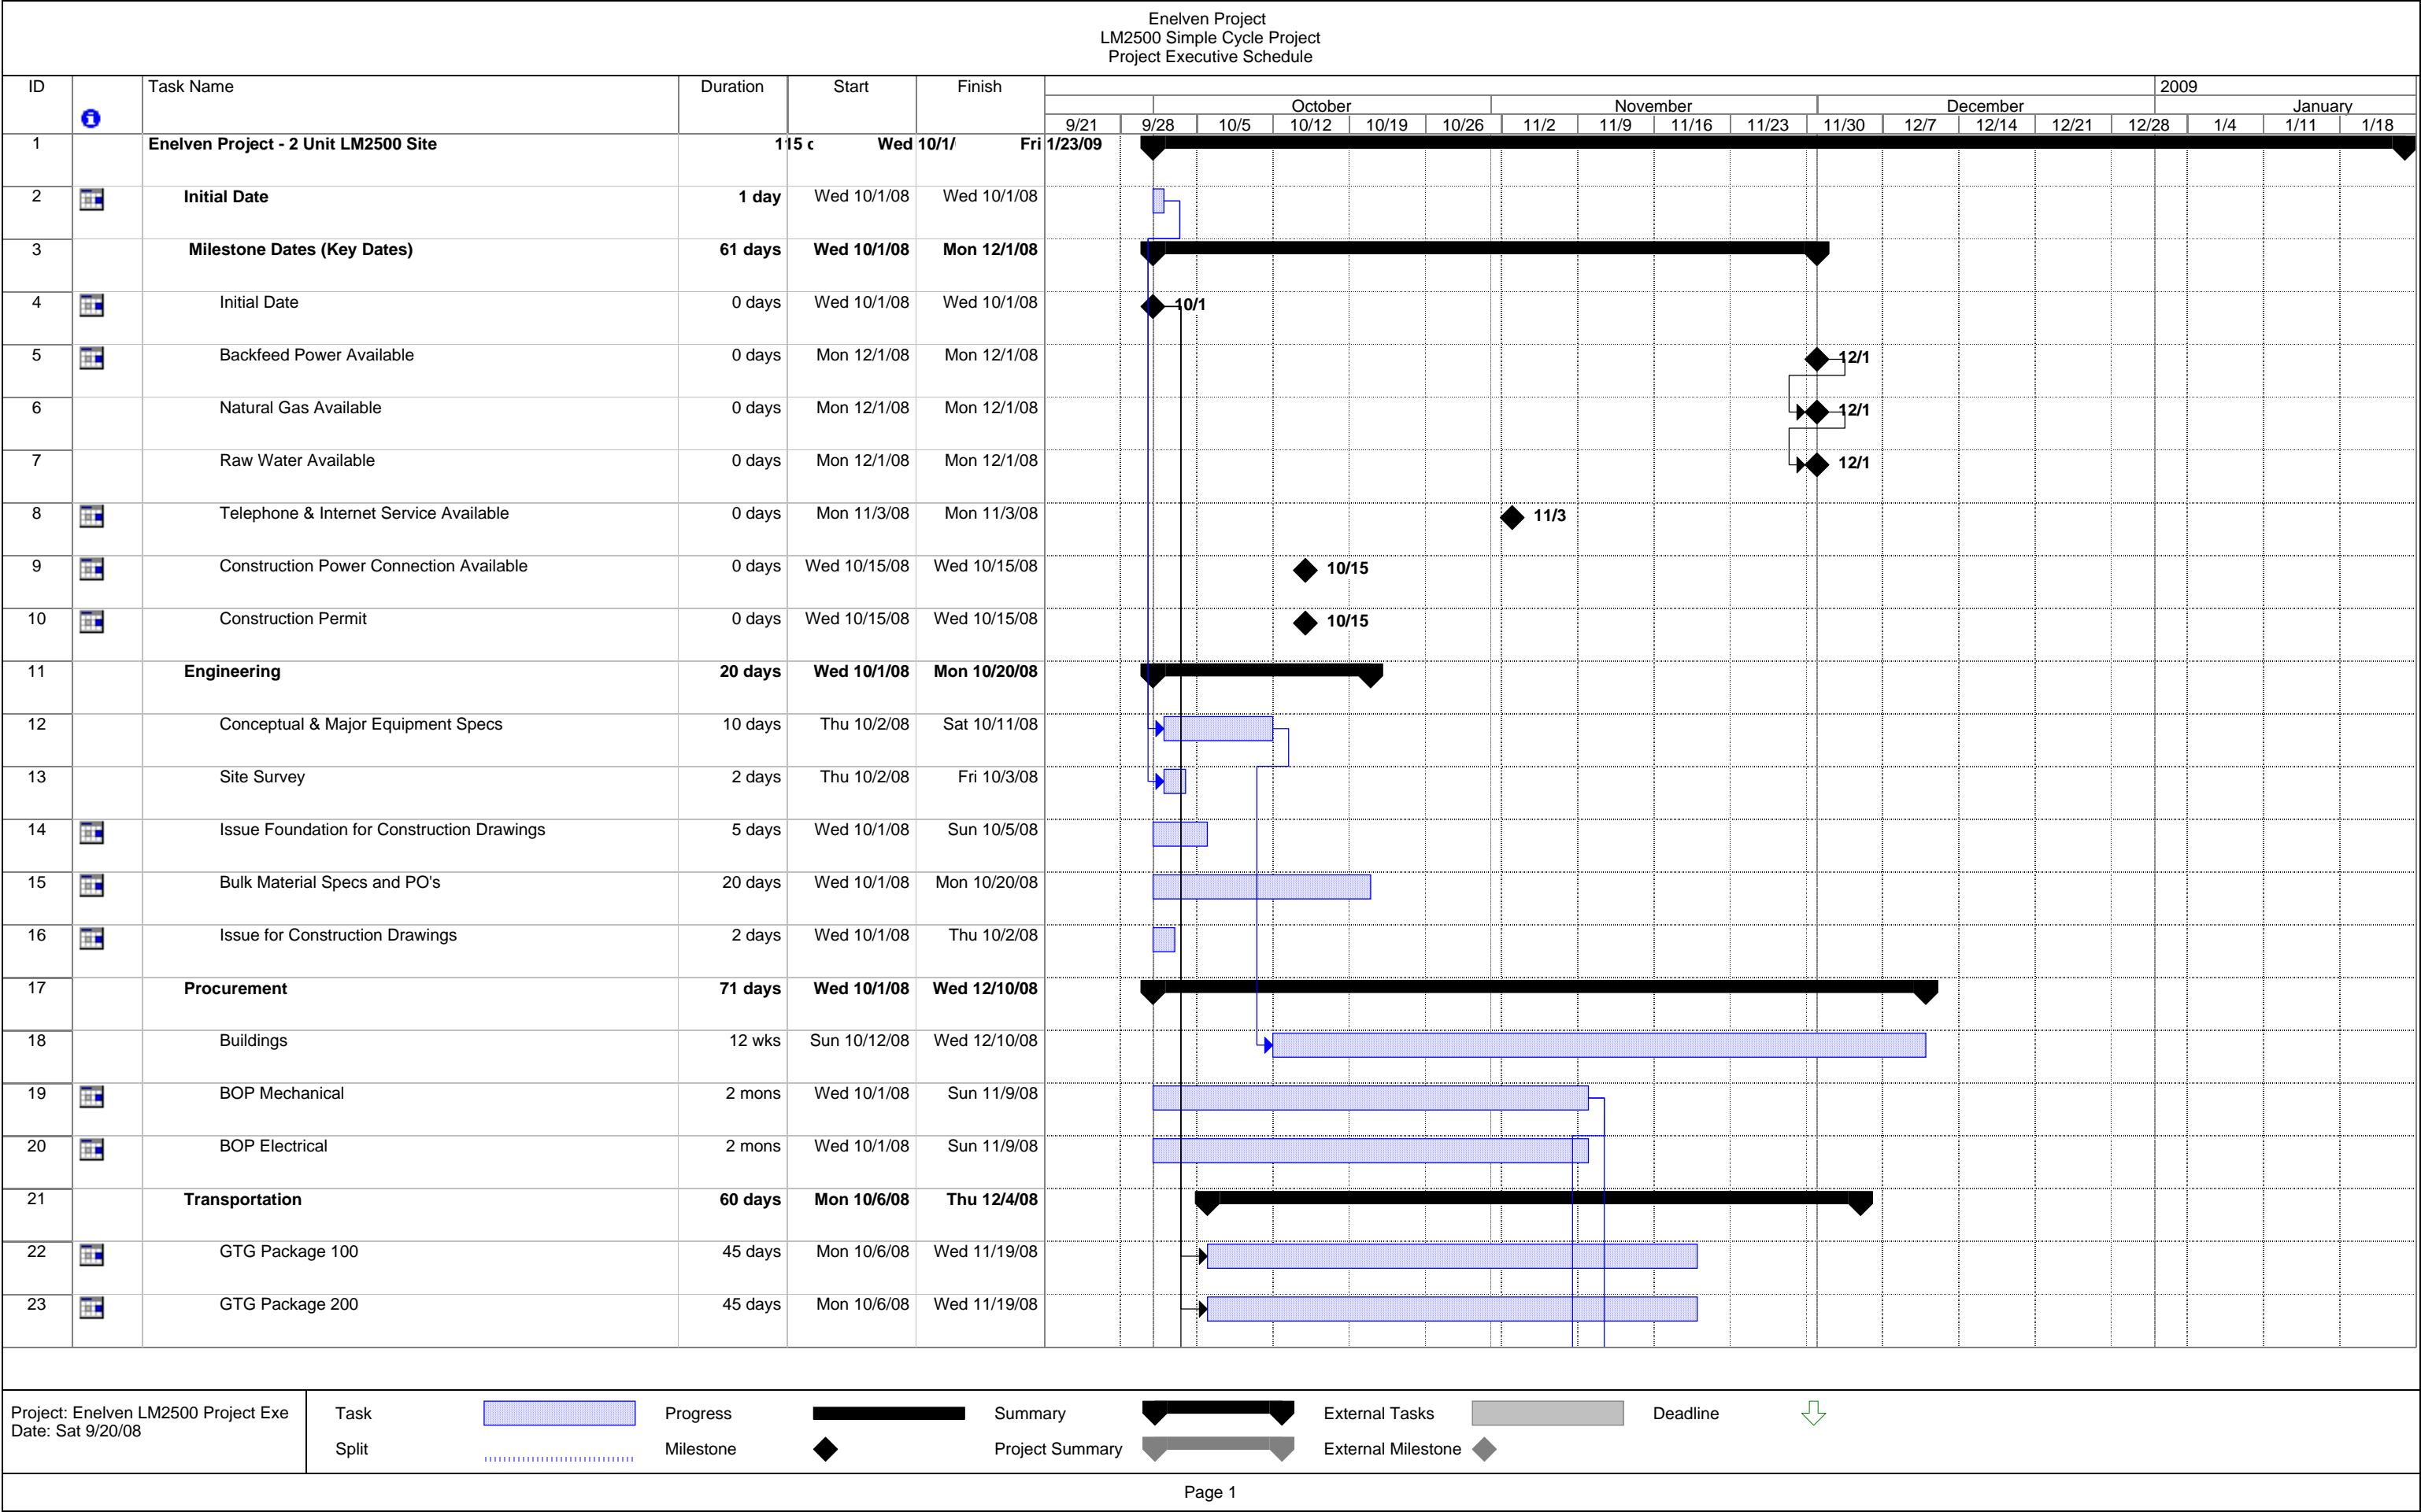 Enelven Project
LM2500 Simple Cycle Project
Project Executive Schedule
ID Task Name Duration Start Finish 2009
October November December January
9/21 9/28 10/5 10/12 10/19 10/26 11/2 11/9 11/16 11/23 11/30 12/7 12/14 12/21 12/28 1/4 1/11 1/18
1 Enelven Project - 2 Unit LM2500 Site 115 Wed 10/1/ Fri 1/23/09
2 Initial Date 1 day Wed 10/1/08 Wed 10/1/08
3 Milestone Dates (Key Dates) 61 days Wed 10/1/08 Mon 12/1/08
4 Initial Date 0 days Wed 10/1/08 Wed 10/1/08 10/1
5 Backfeed Power Available 0 days Mon 12/1/08 Mon 12/1/08 12/1
6 Natural Gas Available 0 days Mon 12/1/08 Mon 12/1/08 12/1
7 Raw Water Available 0 days Mon 12/1/08 Mon 12/1/08 12/1
8 Telephone & Internet Service Available 0 days Mon 11/3/08 Mon 11/3/08 11/3
9 Construction Power Connection Available 0 days Wed 10/15/08 Wed 10/15/08 10/15
10 Construction Permit 0 days Wed 10/15/08 Wed 10/15/08 10/15
11 Engineering 20 days Wed 10/1/08 Mon 10/20/08
12 Conceptual & Major Equipment Specs 10 days Thu 10/2/08 Sat 10/11/08
13 Site Survey 2 days Thu 10/2/08 Fri 10/3/08
14 Issue Foundation for Construction Drawings 5 days Wed 10/1/08 Sun 10/5/08
15 Bulk Material Specs and PO's 20 days Wed 10/1/08 Mon 10/20/08
16 Issue for Construction Drawings 2 days Wed 10/1/08 Thu 10/2/08
17 Procurement 71 days Wed 10/1/08 Wed 12/10/08
18 Buildings 12 wks Sun 10/12/08 Wed 12/10/08
19 BOP Mechanical 2 mons Wed 10/1/08 Sun 11/9/08
20 BOP Electrical 2 mons Wed 10/1/08 Sun 11/9/08
21 Transportation 60 days Mon 10/6/08 Thu 12/4/08
22 GTG Package 100 45 days Mon 10/6/08 Wed 11/19/08
23 GTG Package 200 45 days Mon 10/6/08 Wed 11/19/08
Project: Enelven LM2500 Project Exe
Date: Sat 9/20/08
Task Progress Summary External Tasks Deadline
Split Milestone Project Summary External Milestone
Page 1